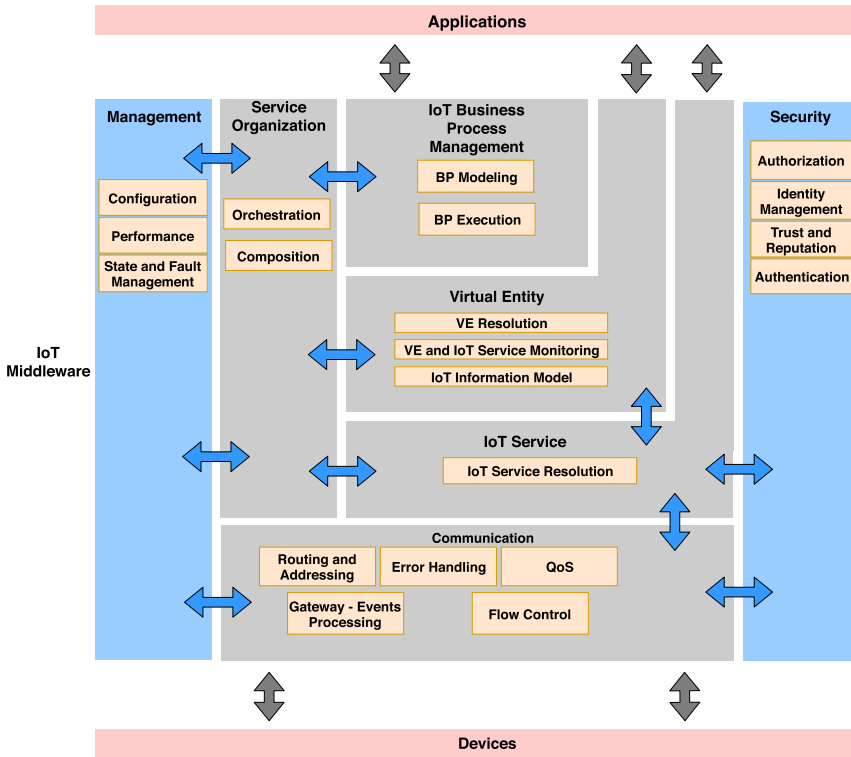 Applications
Management
Configuration
Performance
State and Fault
Management
Service
Organization
Orchestration
Composition
IoT Business
Process
Management
BP Modeling
BP Execution
Virtual Entity
VE Resolution
VE and IoT Service Monitoring
IoT Information Model
IoT Service
IoT Service Resolution
Security
Authorization
Identity
Management
Trust and
Reputation
Authentication
IoT
Middleware
Communication
Routing and
Addressing
Error Handling
QoS
Gateway - Events
Processing
Flow Control
Devices